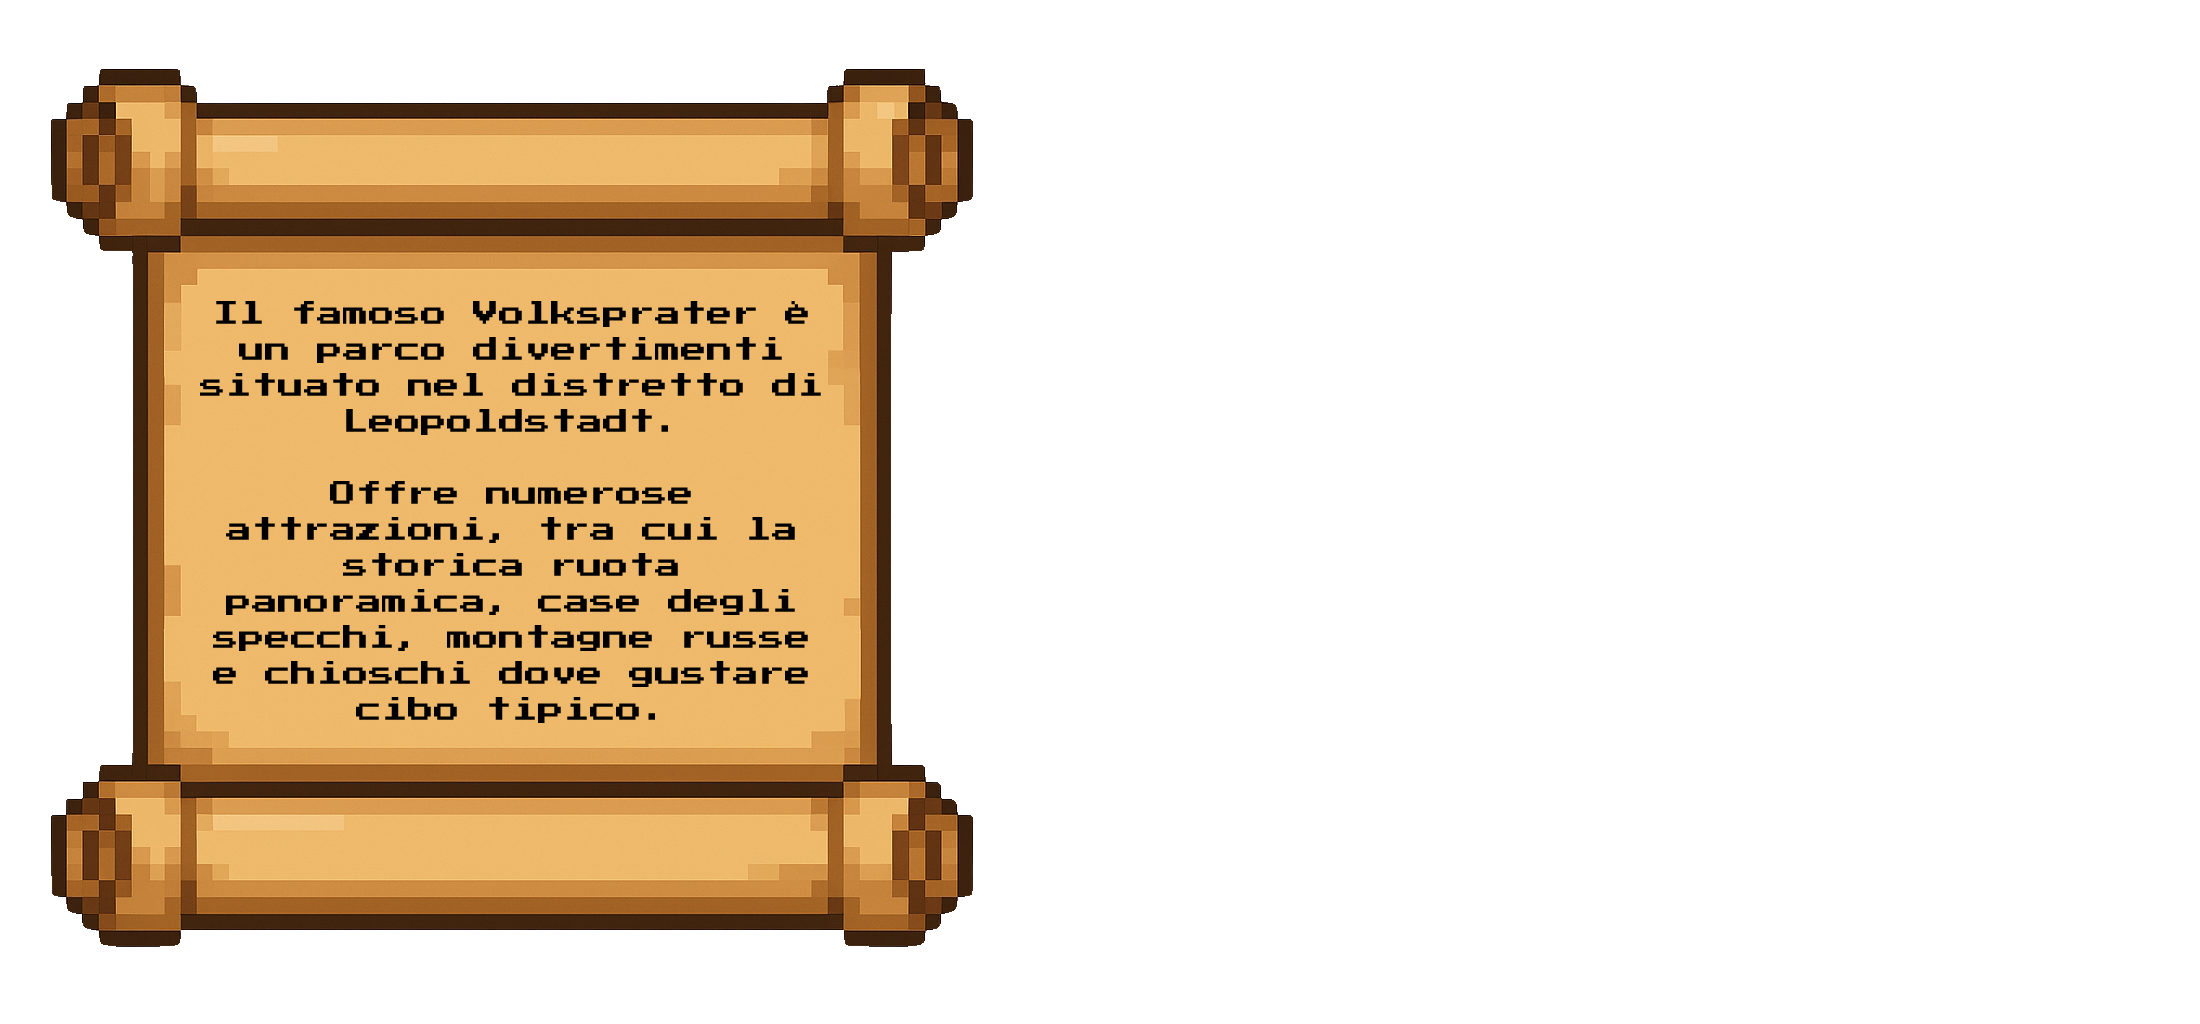 Il famoso Volksprater è
un parco divertimenti
situato nel distretto di
Leopoldstadt.
Offre numerose
attrazioni, tra cui la
storica ruota
panoramica, case degli
specchi, montagne russe
e chioschi dove gustare
cibo tipico.